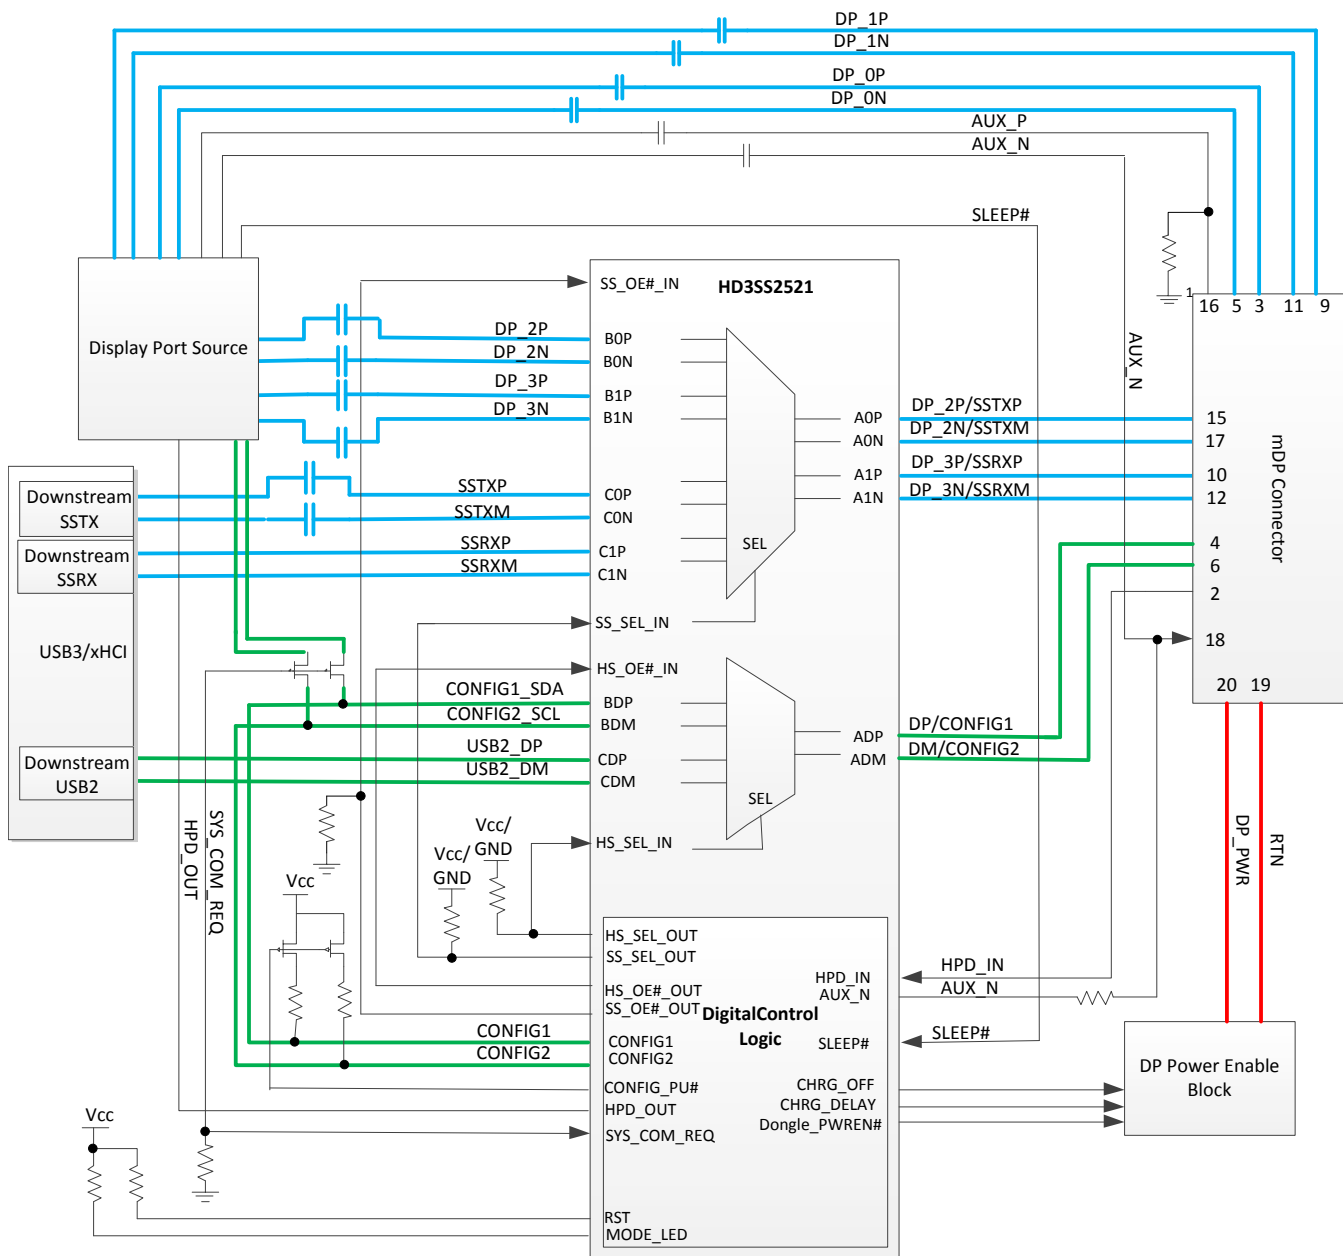 DP_1P
DP_1N
DP_0P
DP_0N
AUX_P
AUX_N
SLEEP#
Display Port Source
SS_OE#_IN
HD3SS2521
1
16
5
3
11
9
DP_2P
DP_2N
DP_3P
DP_3N
B0P
B0N
B1P
B1N
A0P
A0N
A1P
A1N
DP_2P/SSTXP
DP_2N/SSTXM
DP_3P/SSRXP
DP_3N/SSRXM
AUX_N
15
17
10
12
4
6
2
18
20
19
mDP Connector
Downstream
SSTX
Downstream
SSRX
USB3/xHCI
Downstream
USB2
SSTXP
SSTXM
SSRXP
SSRXM
C0P
C0N
C1P
C1N
SEL
SS_SEL_IN
HS_OE#_IN
CONFIG1_SDA
CONFIG2_SCL
USB2_DP
USB2_DM
BDP
BDM
CDP
CDM
ADP
ADM
DP/CONFIG1
DM/CONFIG2
SEL
HS_SEL_IN
SYS_COM_REQ
HPD_OUT
Vcc/
GND
Vcc/
GND
Vcc
DP_PWR
RTN
HS_SEL_OUT
SS_SEL_OUT
HS_OE#_OUT
SS_OE#_OUT
CONFIG1
CONFIG2
CONFIG1
CONFIG2
CONFIG_PU#
HPD_OUT
SYS_COM_REQ
RST
MODE_LED
DigitalControl
Logic
HPD_IN
AUX_N
SLEEP#
CHRG_OFF
CHRG_DELAY
Dongle_PWREN#
HPD_IN
AUX_N
SLEEP#
DP Power Enable
Block
Vcc